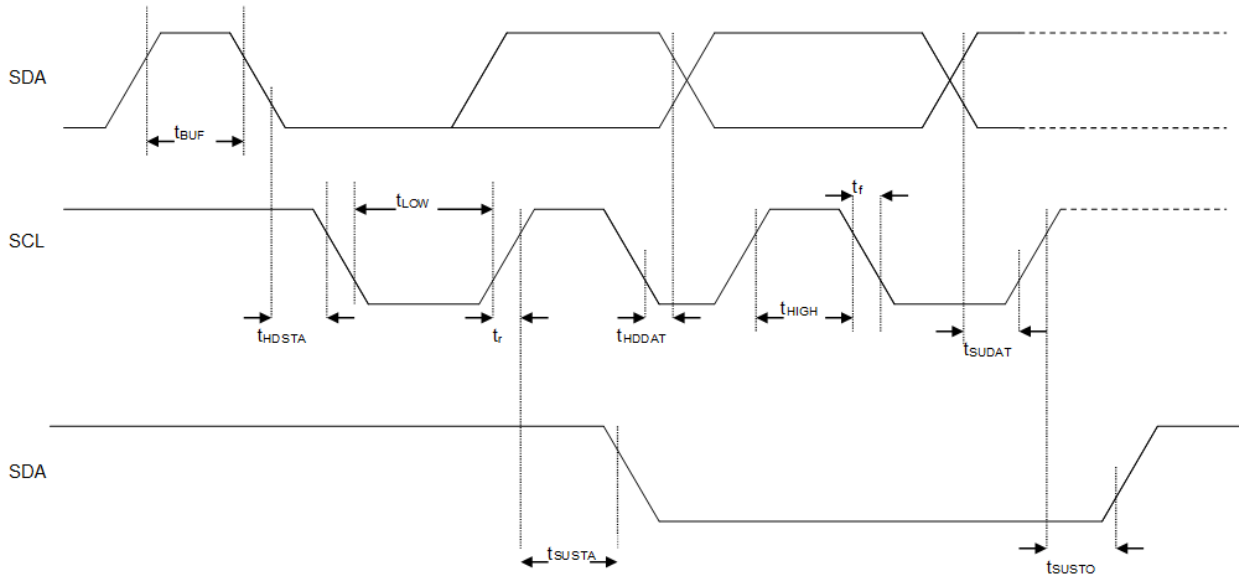 SDA
tBUF
tLOW
tf
SCL
tHDSTA
tr
tHDDAT
tHIGH
tSUDAT
SDA
tSUSTA
tSUSTO